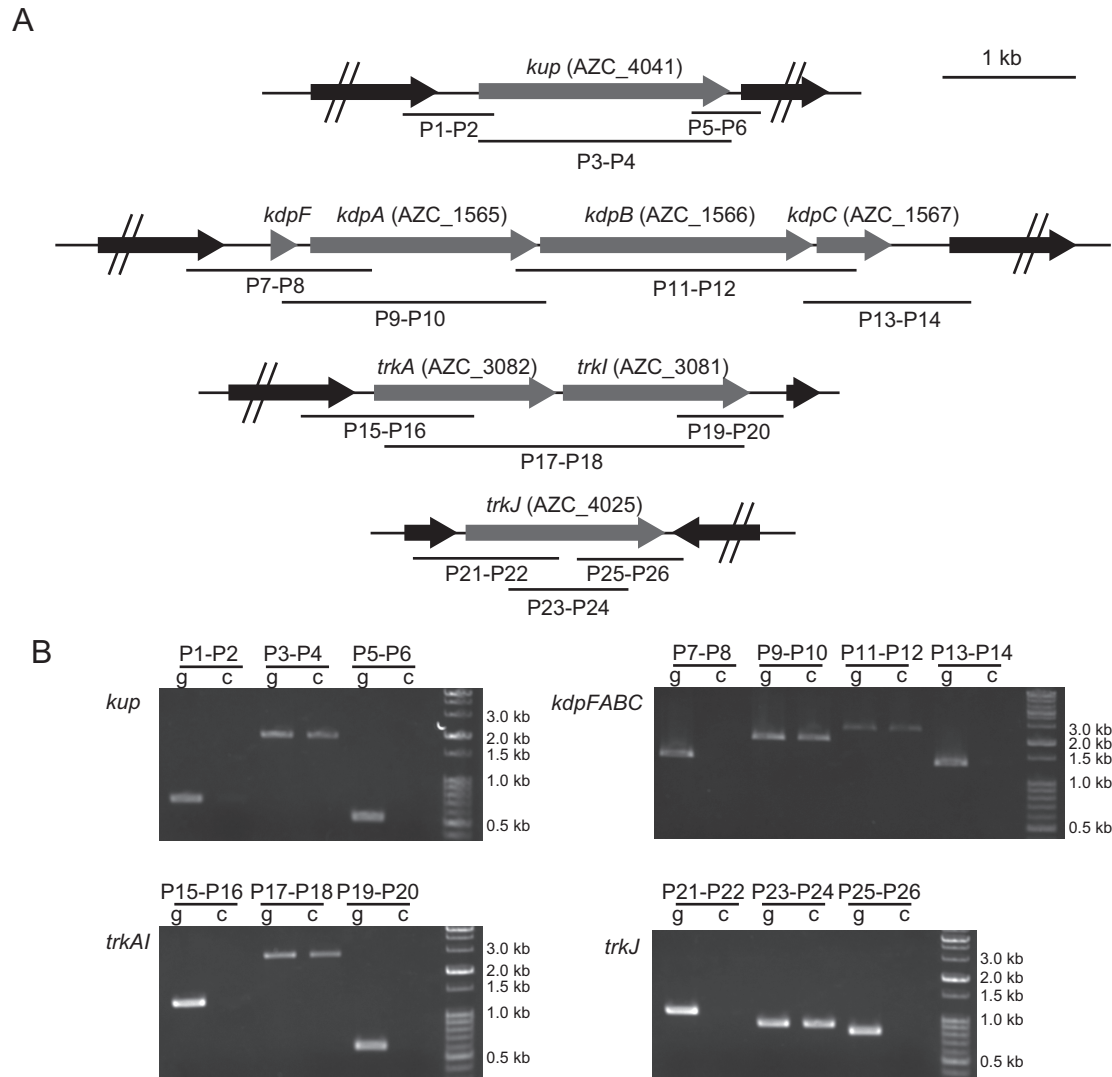 A
kup (AZC_4041)
1 kb
P1-P2
P5-P6
P3-P4
kdpF
kdpA (AZC_1565)
kdpB (AZC_1566)
kdpC (AZC_1567)
P7-P8
P11-P12
P9-P10
P13-P14
trkA (AZC_3082)
trkI (AZC_3081)
P15-P16
P19-P20
P17-P18
trkJ (AZC_4025)
P21-P22
P25-P26
P23-P24
B
P1-P2 P3-P4 P5-P6
g c g c g c
kup
3.0 kb
2.0 kb
1.5 kb
1.0 kb
0.5 kb
P7-P8 P9-P10 P11-P12 P13-P14
g c g c g c g c
kdpFABC
3.0 kb
2.0 kb
1.5 kb
1.0 kb
0.5 kb
P15-P16 P17-P18 P19-P20
g c g c g c
trkAI
3.0 kb
2.0 kb
1.5 kb
1.0 kb
0.5 kb
P21-P22 P23-P24 P25-P26
g c g c g c
trkJ
3.0 kb
2.0 kb
1.5 kb
1.0 kb
0.5 kb